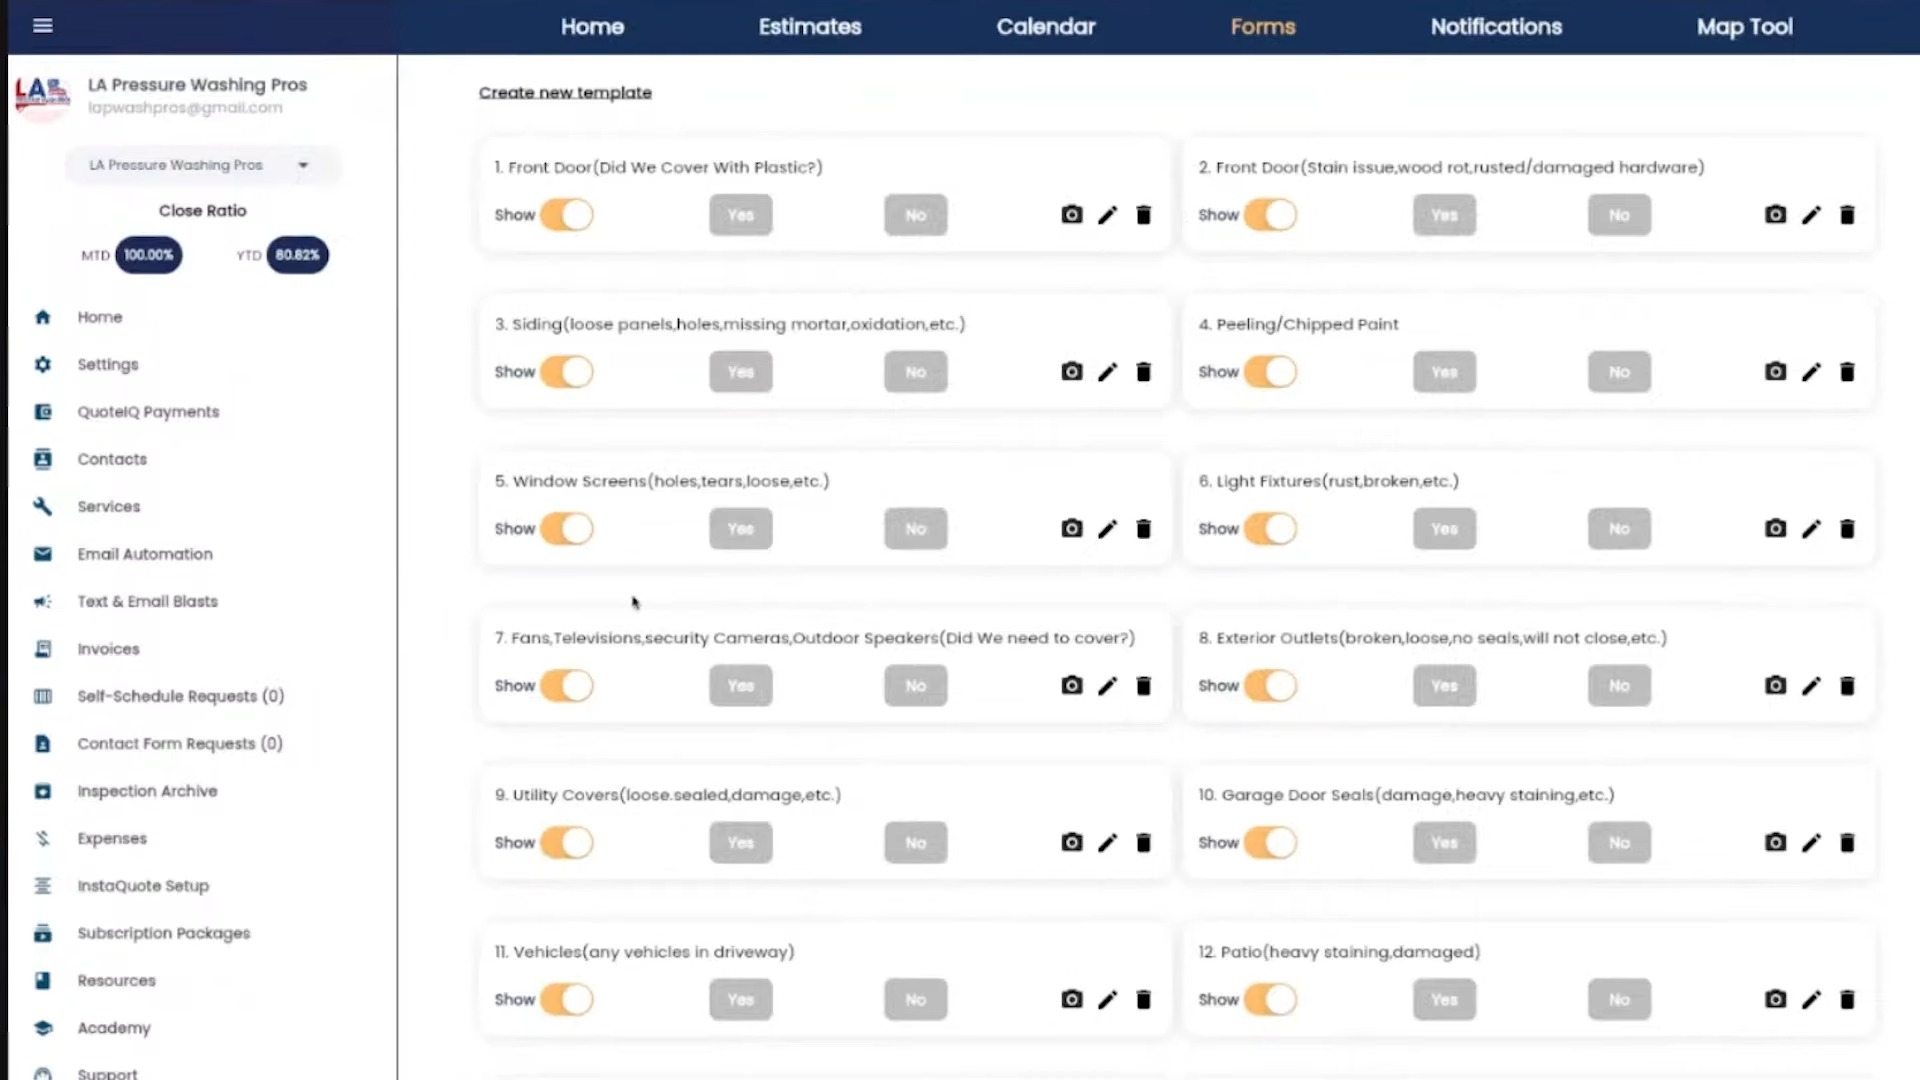 Home Estimates Calendar Forms Notifications Map Tool
LA
LA Pressure Washing Pros
lapwashpros@gmail.com
LA Pressure Washing Pros
Close Ratio
MTD 100.00% YTD 80.82%
Home
Settings
QuoteIQ Payments
Contacts
Services
Email Automation
Text & Email Blasts
Invoices
Self-Schedule Requests (0)
Contact Form Requests (0)
Inspection Archive
Expenses
InstaQuote Setup
Subscription Packages
Resources
Academy
Support
Create new template
1. Front Door(Did We Cover With Plastic?)
Show Yes No
2. Front Door(Stain issue,wood rot,rusted/damaged hardware)
Show Yes No
3. Siding(loose panels,holes,missing mortar,oxidation,etc.)
Show Yes No
4. Peeling/Chipped Paint
Show Yes No
5. Window Screens(holes,tears,loose,etc.)
Show Yes No
6. Light Fixtures(rust,broken,etc.)
Show Yes No
7. Fans,Televisions,security Cameras,Outdoor Speakers(Did We need to cover?)
Show Yes No
8. Exterior Outlets(broken,loose,no seals,will not close,etc.)
Show Yes No
9. Utility Covers(loose.sealed,damage,etc.)
Show Yes No
10. Garage Door Seals(damage,heavy staining,etc.)
Show Yes No
11. Vehicles(any vehicles in driveway)
Show Yes No
12. Patio(heavy staining,damaged)
Show Yes No